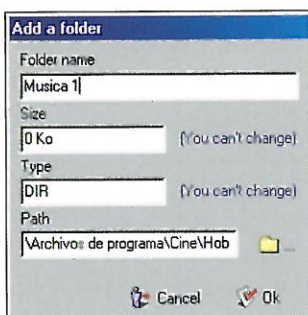 Add a folder
Folder name
Musica 1
Size
0 Ko (You can't change)
Type
DIR (You can't change)
Path
\Archivos de programa\Cine\Hob ...
Cancel Ok